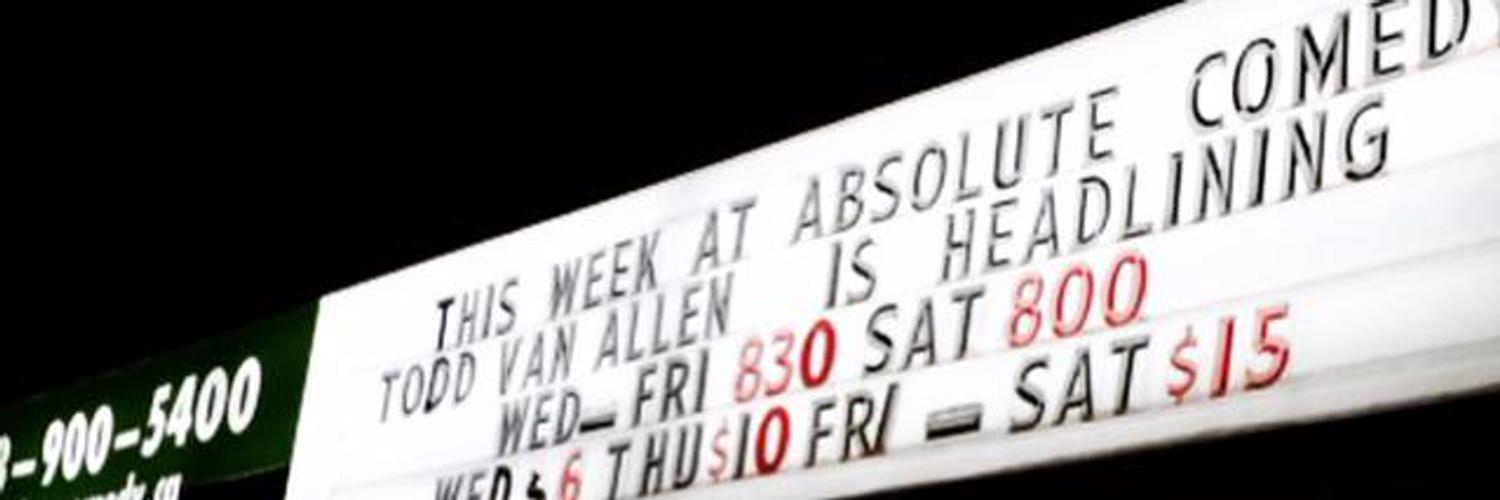 THIS WEEK AT ABSOLUTE COMEDY
TODD VAN ALLEN IS HEADLINING
WED-FRI 830 SAT 800
WED $6 THU $10 FRI - SAT $15
-900-5400